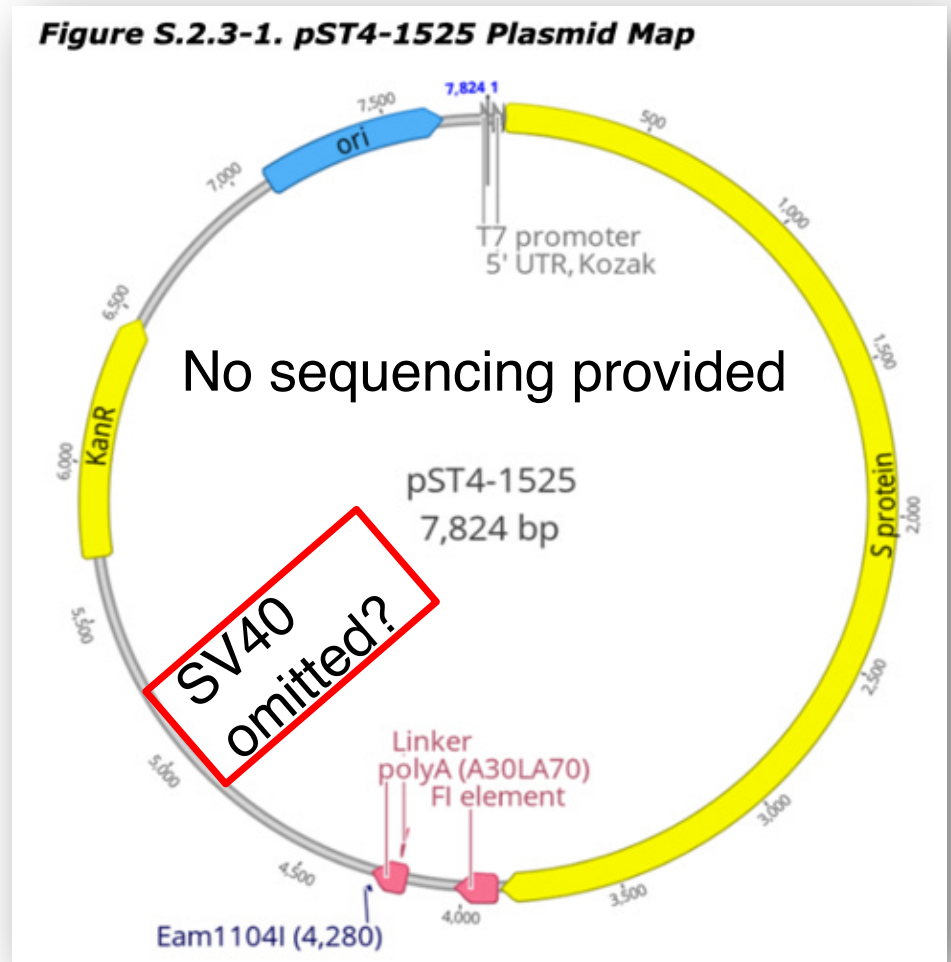 Figure S.2.3-1. pST4-1525 Plasmid Map
7,824 1
7,500
ori
500
7,000
1,000
T7 promoter
5' UTR, Kozak
6,500
1,500
No sequencing provided
KanR
6,000
pST4-1525
7,824 bp
S protein
2,000
SV40
omitted?
5,500
2,500
5,000
Linker
polyA (A30LA70)
FI element
3,000
4,500
4,000
3,500
Eam1104I (4,280)